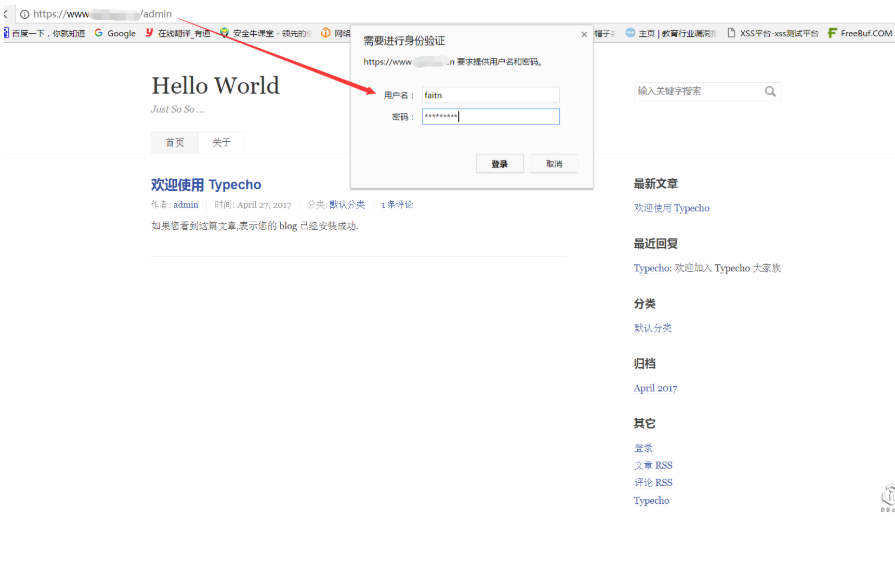 https://www /admin
百度一下，你就知道 Google 在线翻译_有道 安全牛课堂 - 领先的 网络 帽子 主页 | 教育行业漏洞 XSS平台-xss测试平台 FreeBuf.COM
需要进行身份验证
https://www .n 要求提供用户名和密码。
用户名： faitn
密码： *********
登录 取消
Hello World
Just So So ...
输入关键字搜索
首页 关于
欢迎使用 Typecho
作者: admin 时间: April 27, 2017 分类: 默认分类 1 条评论
如果您看到这篇文章,表示您的 blog 已经安装成功.
最新文章
欢迎使用 Typecho
最近回复
Typecho: 欢迎加入 Typecho 大家族
分类
默认分类
归档
April 2017
其它
登录
文章 RSS
评论 RSS
Typecho